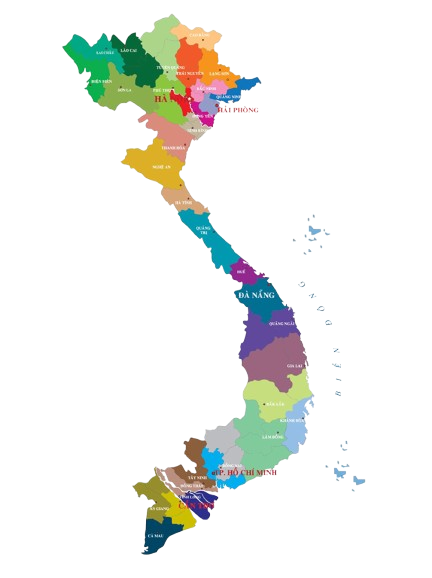 LÀO CAI
LAI CHÂU
TUYÊN QUANG
THÁI NGUYÊN
LẠNG SƠN
ĐIỆN BIÊN
SƠN LA
PHÚ THỌ
BẮC NINH
QUẢNG NINH
HÀ
HẢI PHÒNG
HƯNG YÊN
NINH BÌNH
THANH HÓA
NGHỆ AN
HÀ TĨNH
QUẢNG
TRỊ
HUẾ
ĐÀ NẴNG
QUẢNG NGÃI
GIA LAI
ĐẮK LẮK
KHÁNH HÒA
LÂM ĐỒNG
ĐỒNG NAI
TP. HỒ CHÍ MINH
TÂY NINH
ĐỒNG THÁP
VĨNH LONG
CẦN THƠ
AN GIANG
CÀ MAU
BIỂN ĐÔNG